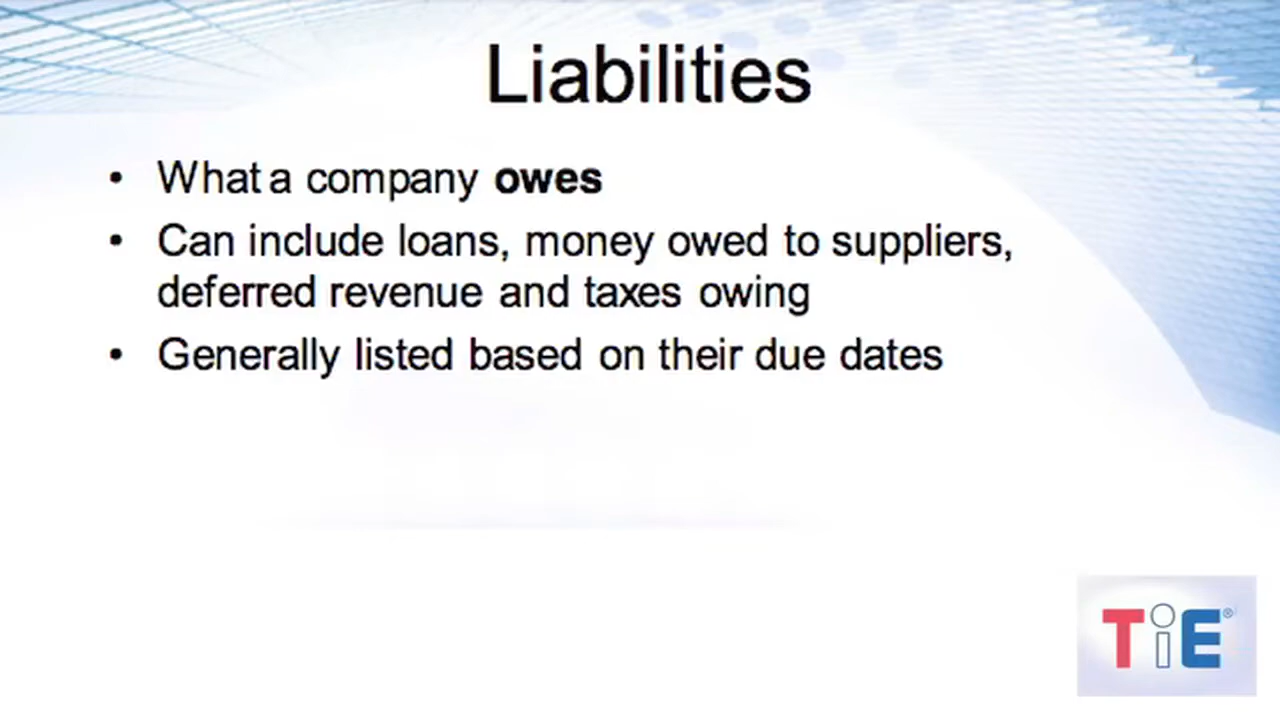 Liabilities
• What a company owes
• Can include loans, money owed to suppliers,
deferred revenue and taxes owing
• Generally listed based on their due dates
TiE®